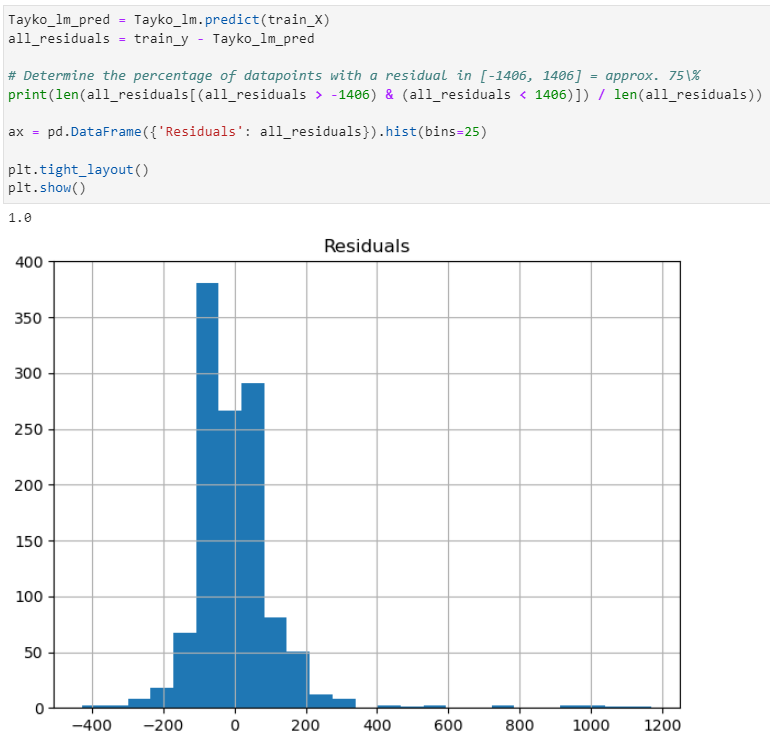 Tayko_lm_pred = Tayko_lm.predict(train_X)
all_residuals = train_y - Tayko_lm_pred
# Determine the percentage of datapoints with a residual in [-1406, 1406] = approx. 75\%
print(len(all_residuals[(all_residuals > -1406) & (all_residuals < 1406)]) / len(all_residuals))
ax = pd.DataFrame({'Residuals': all_residuals}).hist(bins=25)
plt.tight_layout()
plt.show()
1.0
Residuals
400
350
300
250
200
150
100
50
0
−400 −200 0 200 400 600 800 1000 1200